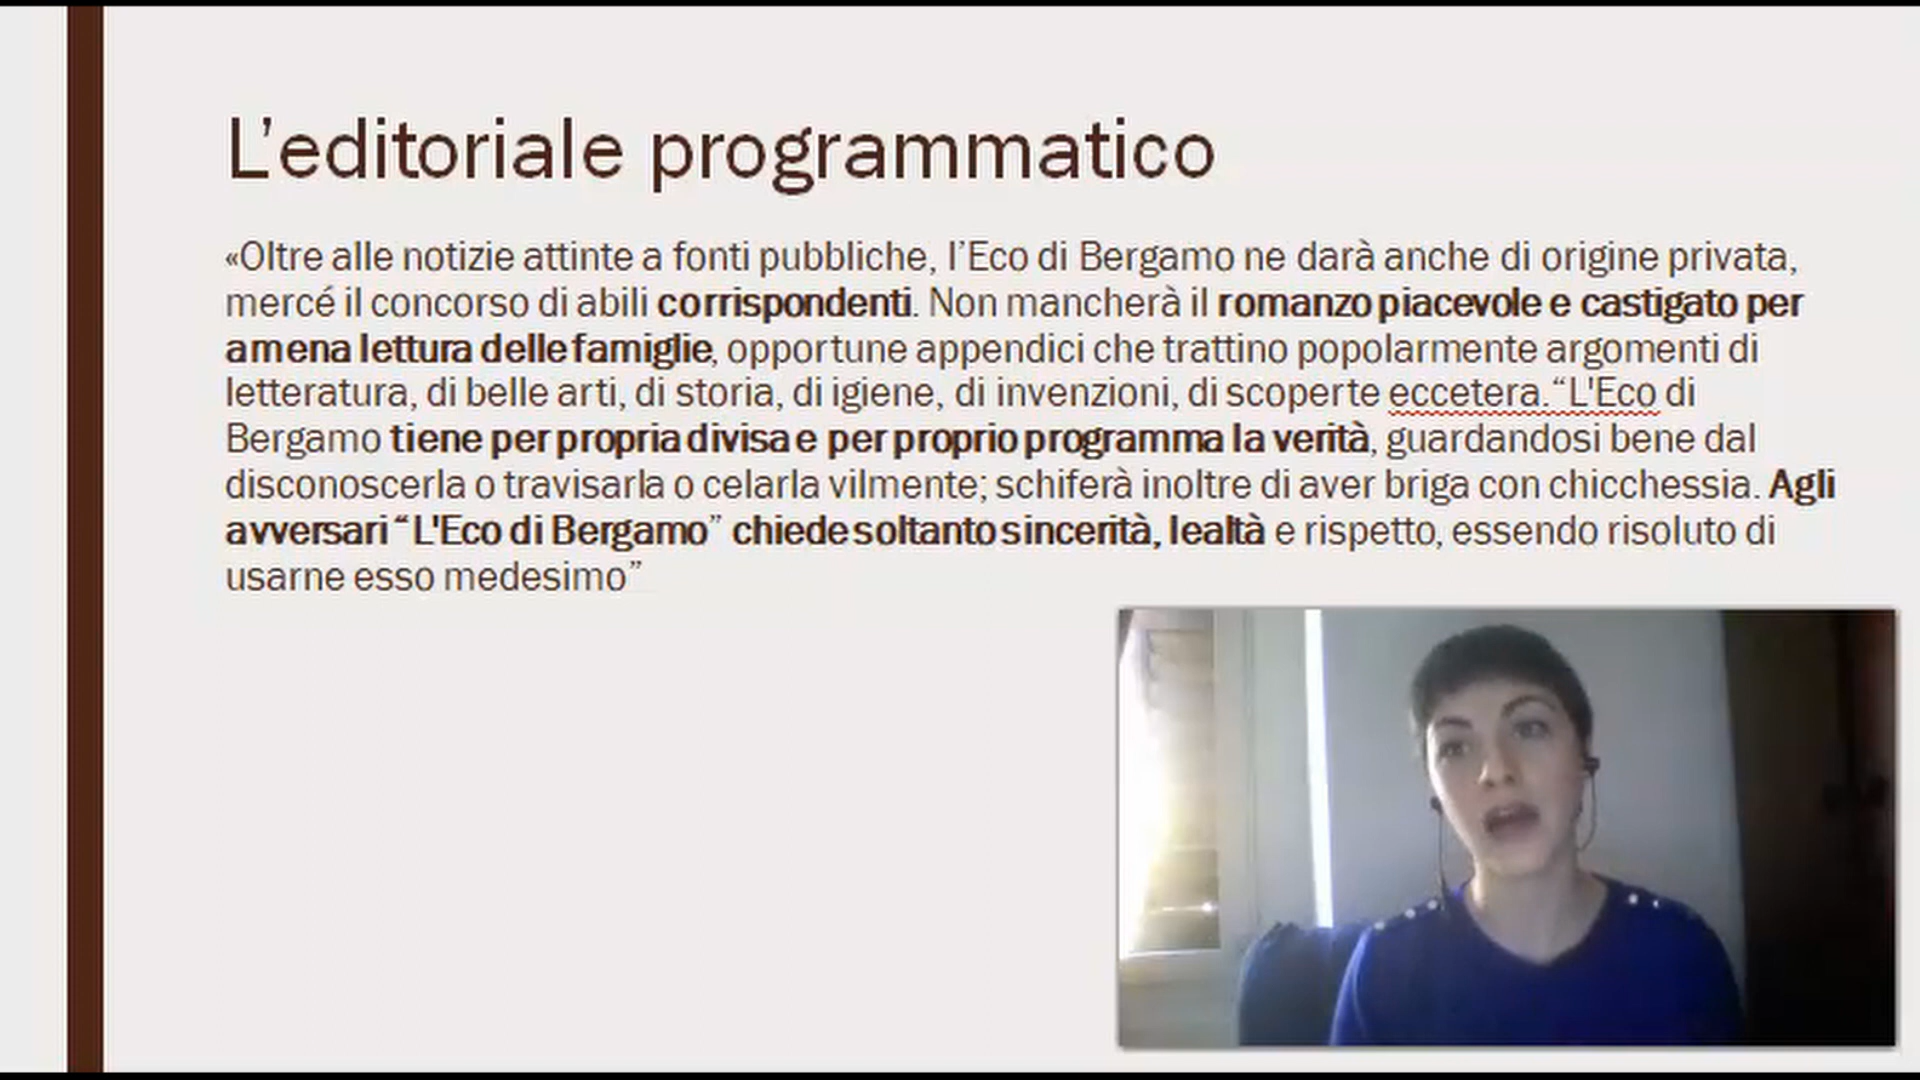 L’editoriale programmatico
«Oltre alle notizie attinte a fonti pubbliche, l’Eco di Bergamo ne darà anche di origine privata,
mercé il concorso di abili corrispondenti. Non mancherà il romanzo piacevole e castigato per
amena lettura delle famiglie, opportune appendici che trattino popolarmente argomenti di
letteratura, di belle arti, di storia, di igiene, di invenzioni, di scoperte eccetera.“L'Eco di
Bergamo tiene per propria divisa e per proprio programma la verità, guardandosi bene dal
disconoscerla o travisarla o celarla vilmente; schiferà inoltre di aver briga con chicchessia. Agli
avversari “L'Eco di Bergamo” chiede soltanto sincerità, lealtà e rispetto, essendo risoluto di
usarne esso medesimo”